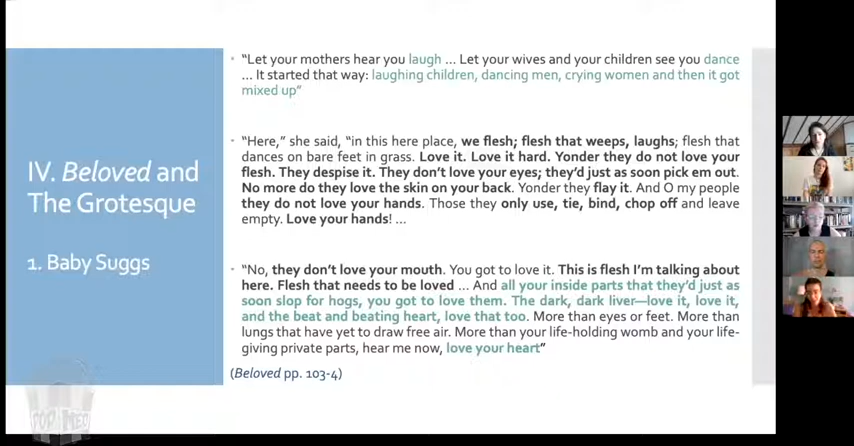 IV. Beloved and
The Grotesque
1. Baby Suggs
• “Let your mothers hear you laugh … Let your wives and your children see you dance
… It started that way: laughing children, dancing men, crying women and then it got
mixed up”
• “Here,” she said, “in this here place, we flesh; flesh that weeps, laughs; flesh that
dances on bare feet in grass. Love it. Love it hard. Yonder they do not love your
flesh. They despise it. They don’t love your eyes; they’d just as soon pick em out.
No more do they love the skin on your back. Yonder they flay it. And O my people
they do not love your hands. Those they only use, tie, bind, chop off and leave
empty. Love your hands! …
• “No, they don’t love your mouth. You got to love it. This is flesh I’m talking about
here. Flesh that needs to be loved … And all your inside parts that they’d just as
soon slop for hogs, you got to love them. The dark, dark liver—love it, love it,
and the beat and beating heart, love that too. More than eyes or feet. More than
lungs that have yet to draw free air. More than your life-holding womb and your life-
giving private parts, hear me now, love your heart”
(Beloved pp. 103-4)